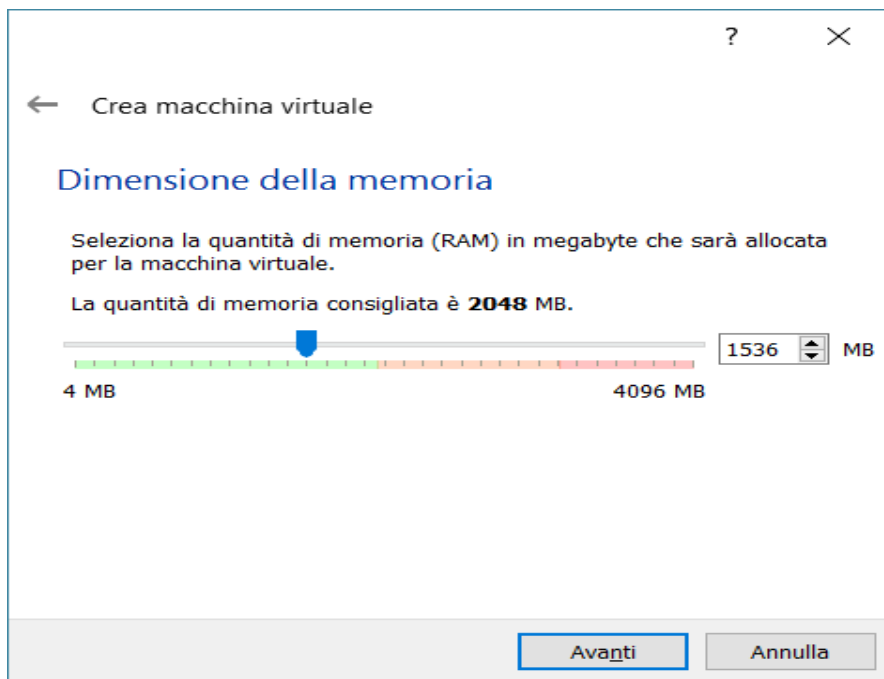 ?
Crea macchina virtuale
Dimensione della memoria
Seleziona la quantità di memoria (RAM) in megabyte che sarà allocata
per la macchina virtuale.
La quantità di memoria consigliata è 2048 MB.
1536 MB
4 MB 4096 MB
Avanti Annulla